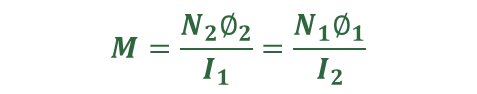 M = N₂∅₂ / I₁ = N₁∅₁ / I₂